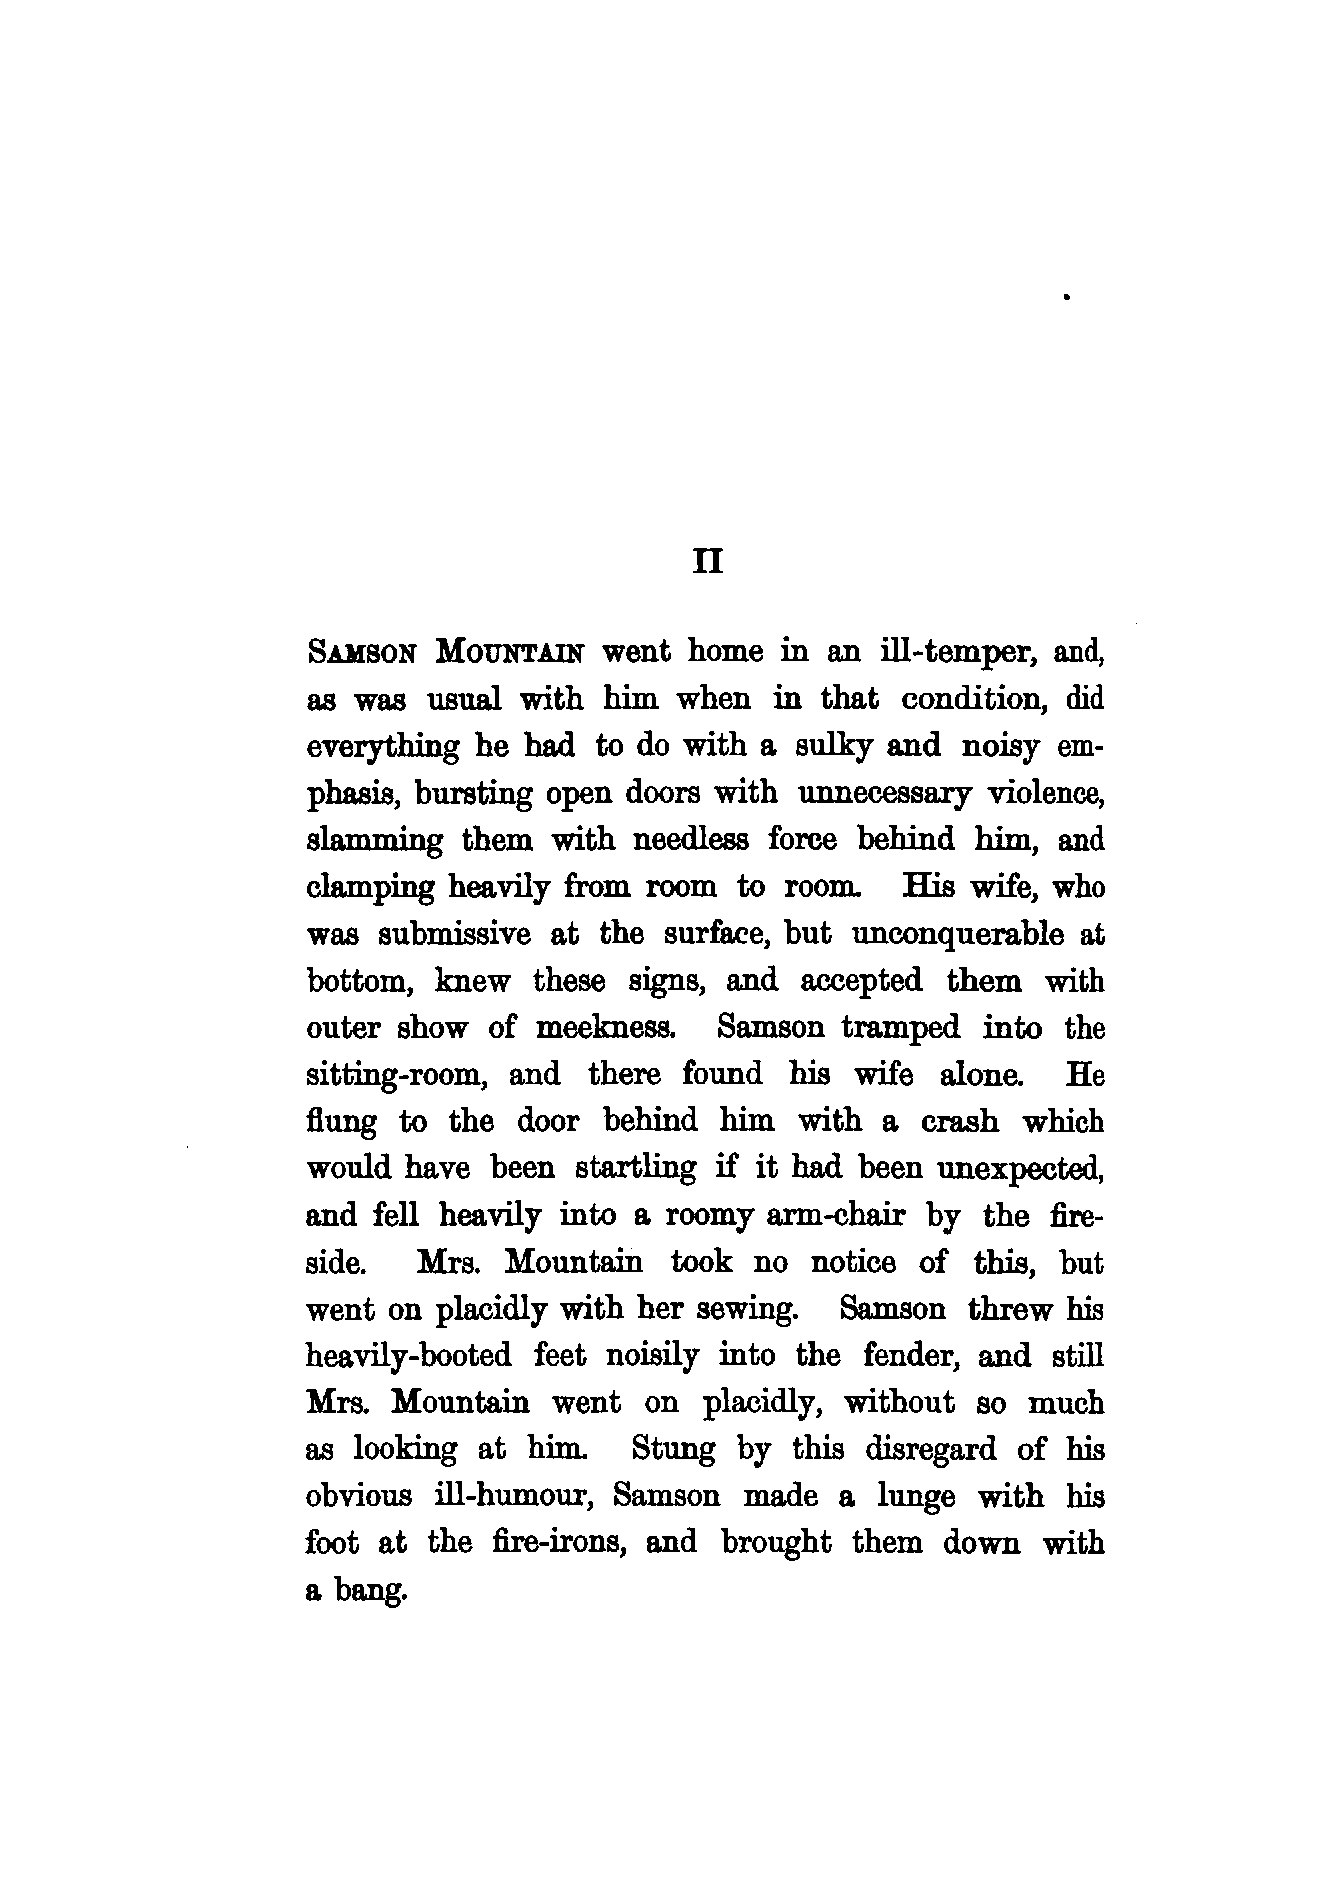 II
SAMSON MOUNTAIN went home in an ill-temper, and,
as was usual with him when in that condition, did
everything he had to do with a sulky and noisy em-
phasis, bursting open doors with unnecessary violence,
slamming them with needless force behind him, and
clamping heavily from room to room. His wife, who
was submissive at the surface, but unconquerable at
bottom, knew these signs, and accepted them with
outer show of meekness. Samson tramped into the
sitting-room, and there found his wife alone. He
flung to the door behind him with a crash which
would have been startling if it had been unexpected,
and fell heavily into a roomy arm-chair by the fire-
side. Mrs. Mountain took no notice of this, but
went on placidly with her sewing. Samson threw his
heavily-booted feet noisily into the fender, and still
Mrs. Mountain went on placidly, without so much
as looking at him. Stung by this disregard of his
obvious ill-humour, Samson made a lunge with his
foot at the fire-irons, and brought them down with
a bang.